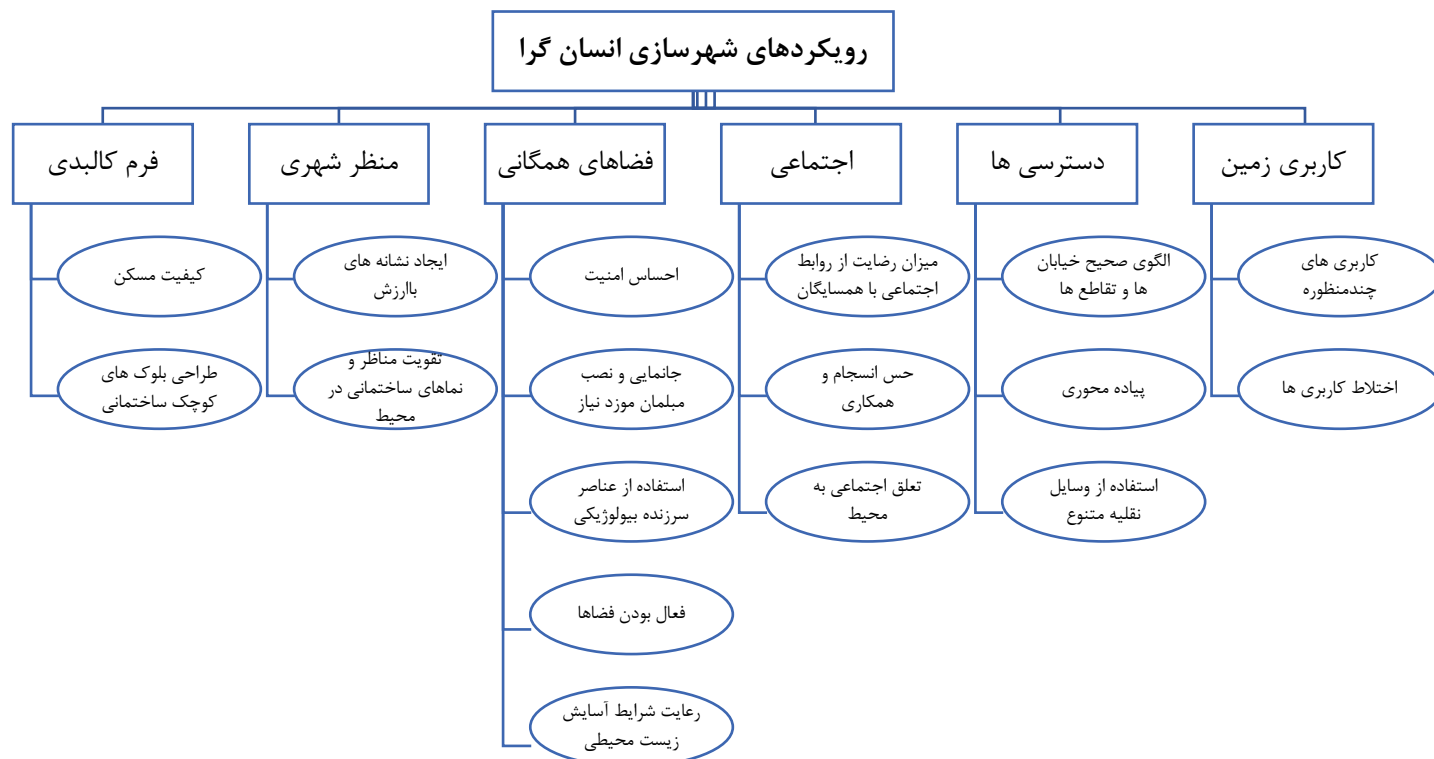 رویکردهای شهرسازی انسان گرا
کاربری زمین
دسترسی ها
اجتماعی
فضاهای همگانی
منظر شهری
فرم کالبدی
کاربری های
چندمنظوره
اختلاط کاربری ها
الگوی صحیح خیابان
ها و تقاطع ها
پیاده محوری
استفاده از وسایل
نقلیه متنوع
میزان رضایت از روابط
اجتماعی با همسایگان
حس انسجام و
همکاری
تعلق اجتماعی به
محیط
احساس امنیت
جانمایی و نصب
مبلمان موزد نیاز
استفاده از عناصر
سرزنده بیولوژیکی
فعال بودن فضاها
رعایت شرایط آسایش
زیست محیطی
ایجاد نشانه های
باارزش
تقویت مناظر و
نماهای ساختمانی در
محیط
کیفیت مسکن
طراحی بلوک های
کوچک ساختمانی